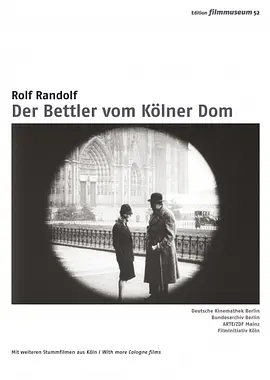 Edition filmmuseum 52
Rolf Randolf
Der Bettler vom Kölner Dom
Deutsche Kinemathek Berlin
Bundesarchiv Berlin
ARTE/ZDF Mainz
Filminitiativ Köln
Mit weiteren Stummfilmen aus Köln | With more Cologne films